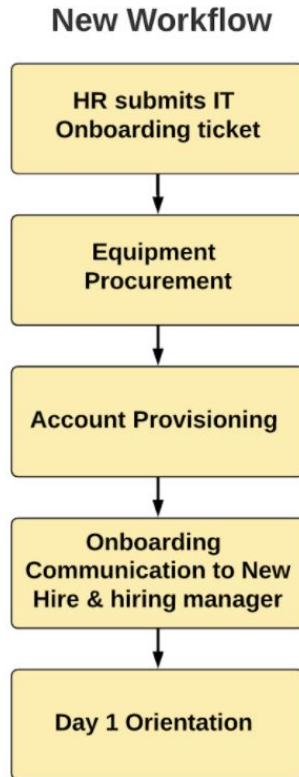 New Workflow
HR submits IT
Onboarding ticket
Equipment
Procurement
Account Provisioning
Onboarding
Communication to New
Hire & hiring manager
Day 1 Orientation